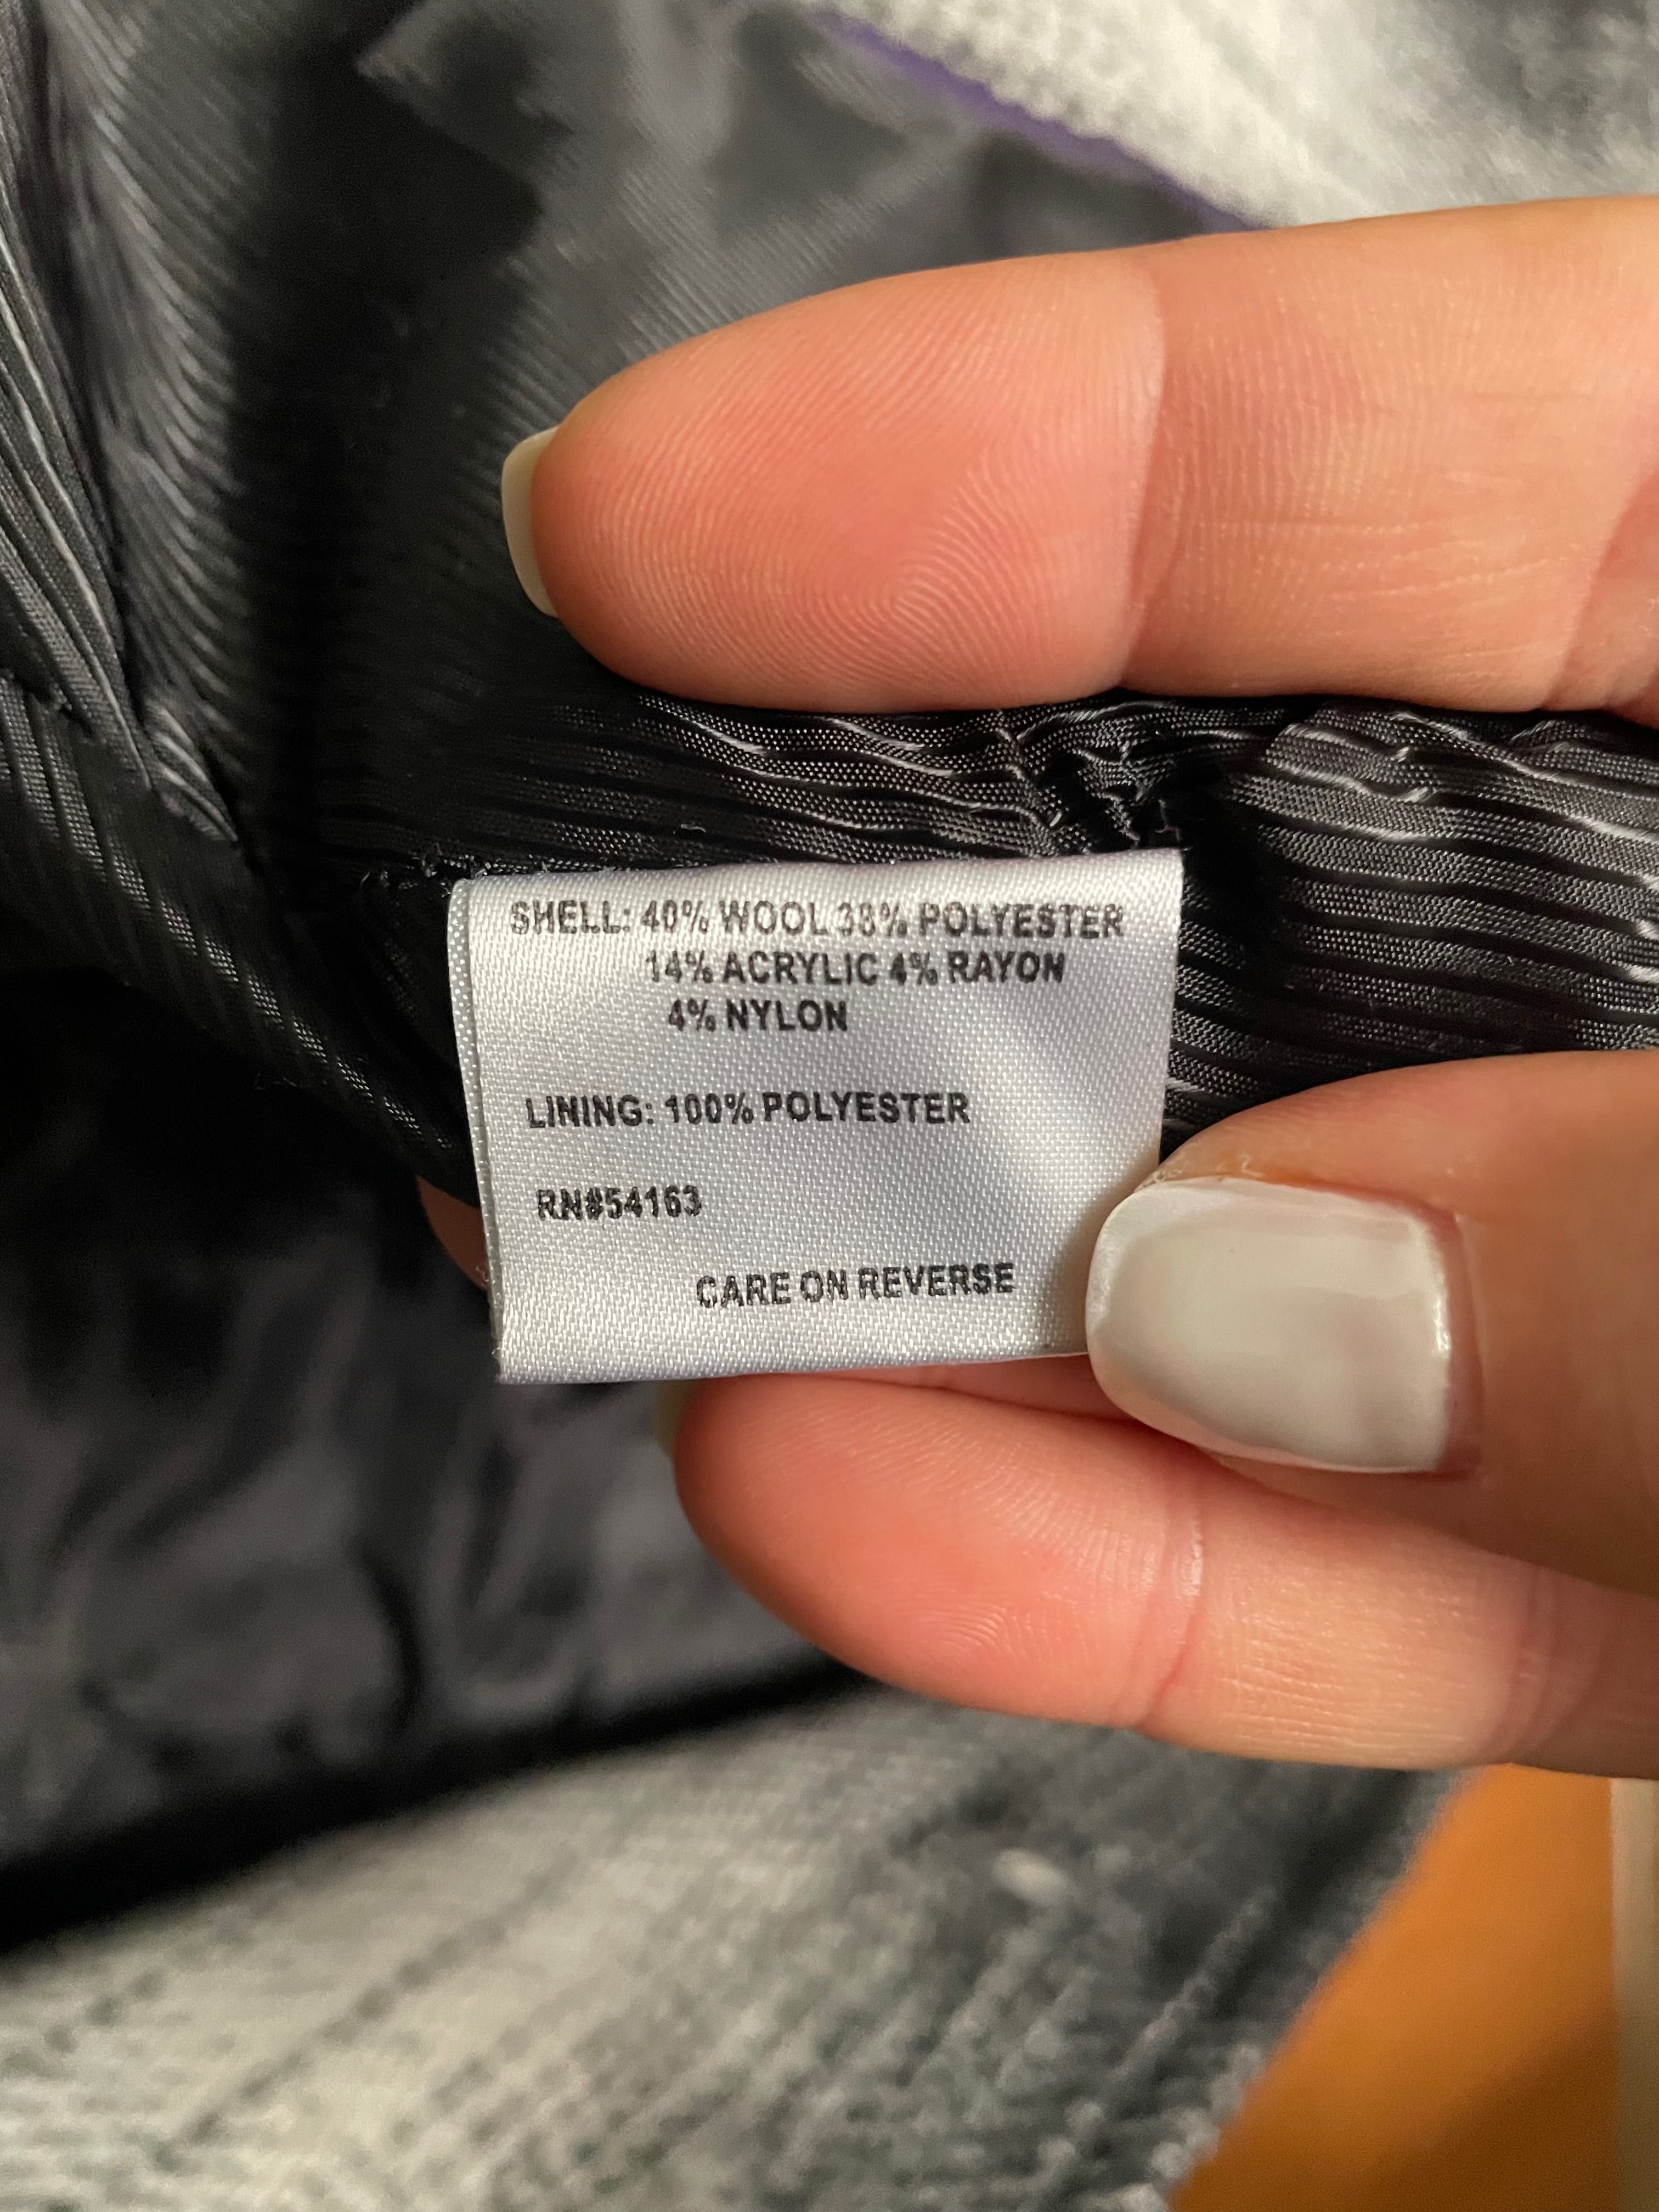 SHELL: 40% WOOL 38% POLYESTER
14% ACRYLIC 4% RAYON
4% NYLON
LINING: 100% POLYESTER
RN#54163
CARE ON REVERSE